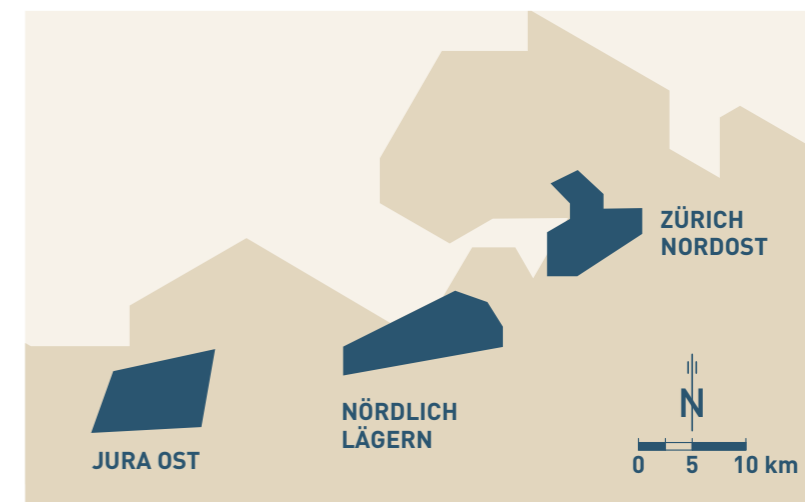 ZÜRICH
NORDOST
NÖRDLICH
LÄGERN
JURA OST
N
0 5 10 km